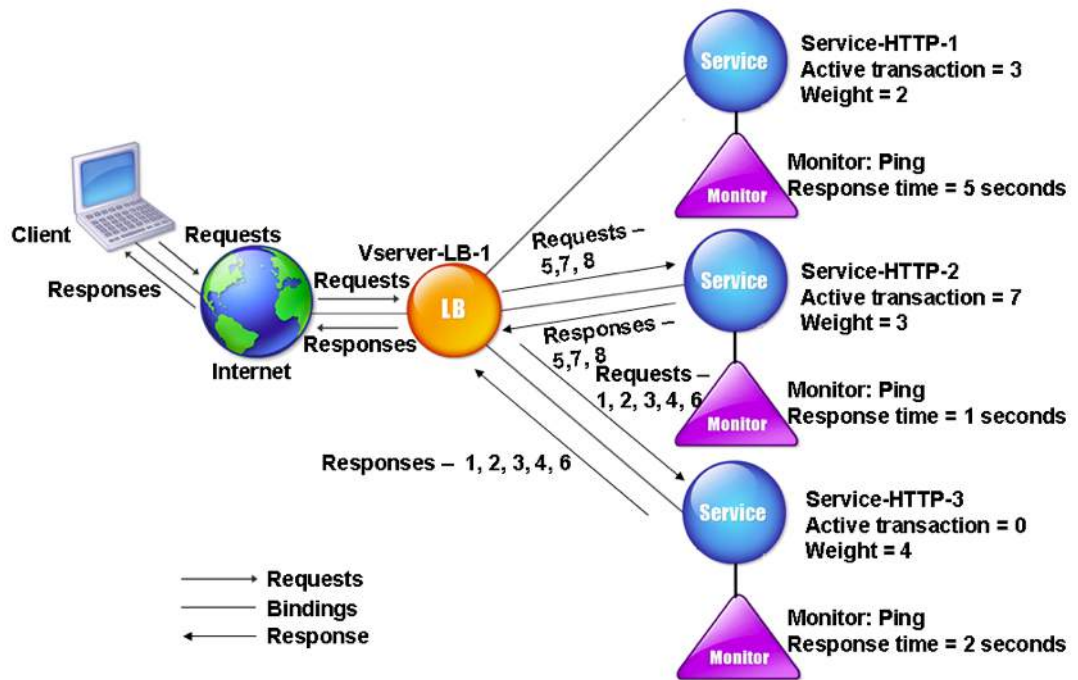 Service
Service-HTTP-1
Active transaction = 3
Weight = 2
Monitor
Monitor: Ping
Response time = 5 seconds
Client
Requests
Responses
Internet
Requests
Responses
Vserver-LB-1
LB
Requests –
5,7, 8
Responses –
5,7, 8
Service
Service-HTTP-2
Active transaction = 7
Weight = 3
Requests –
1, 2, 3, 4, 6
Monitor
Monitor: Ping
Response time = 1 seconds
Responses – 1, 2, 3, 4, 6
Service
Service-HTTP-3
Active transaction = 0
Weight = 4
Monitor
Monitor: Ping
Response time = 2 seconds
Requests
Bindings
Response